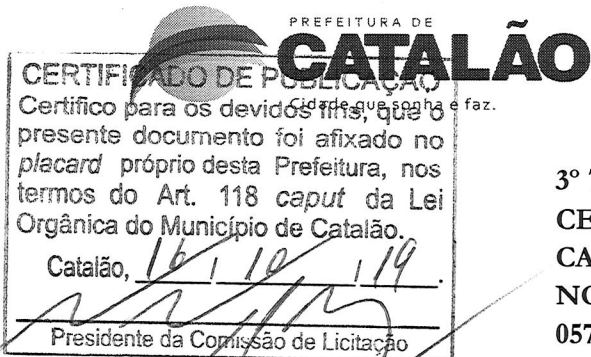 PREFEITURA DE
CATALÃO
Cidade que sonha e faz.
CERTIFICADO DE PUBLICAÇÃO
Certifico para os devidos fins, que o
presente documento foi afixado no
placard próprio desta Prefeitura, nos
termos do Art. 118 caput da Lei
Orgânica do Município de Catalão.
Catalão, 16 / 10 / 19.
Presidente da Comissão de Licitação
3º
CE
CA
NO
057